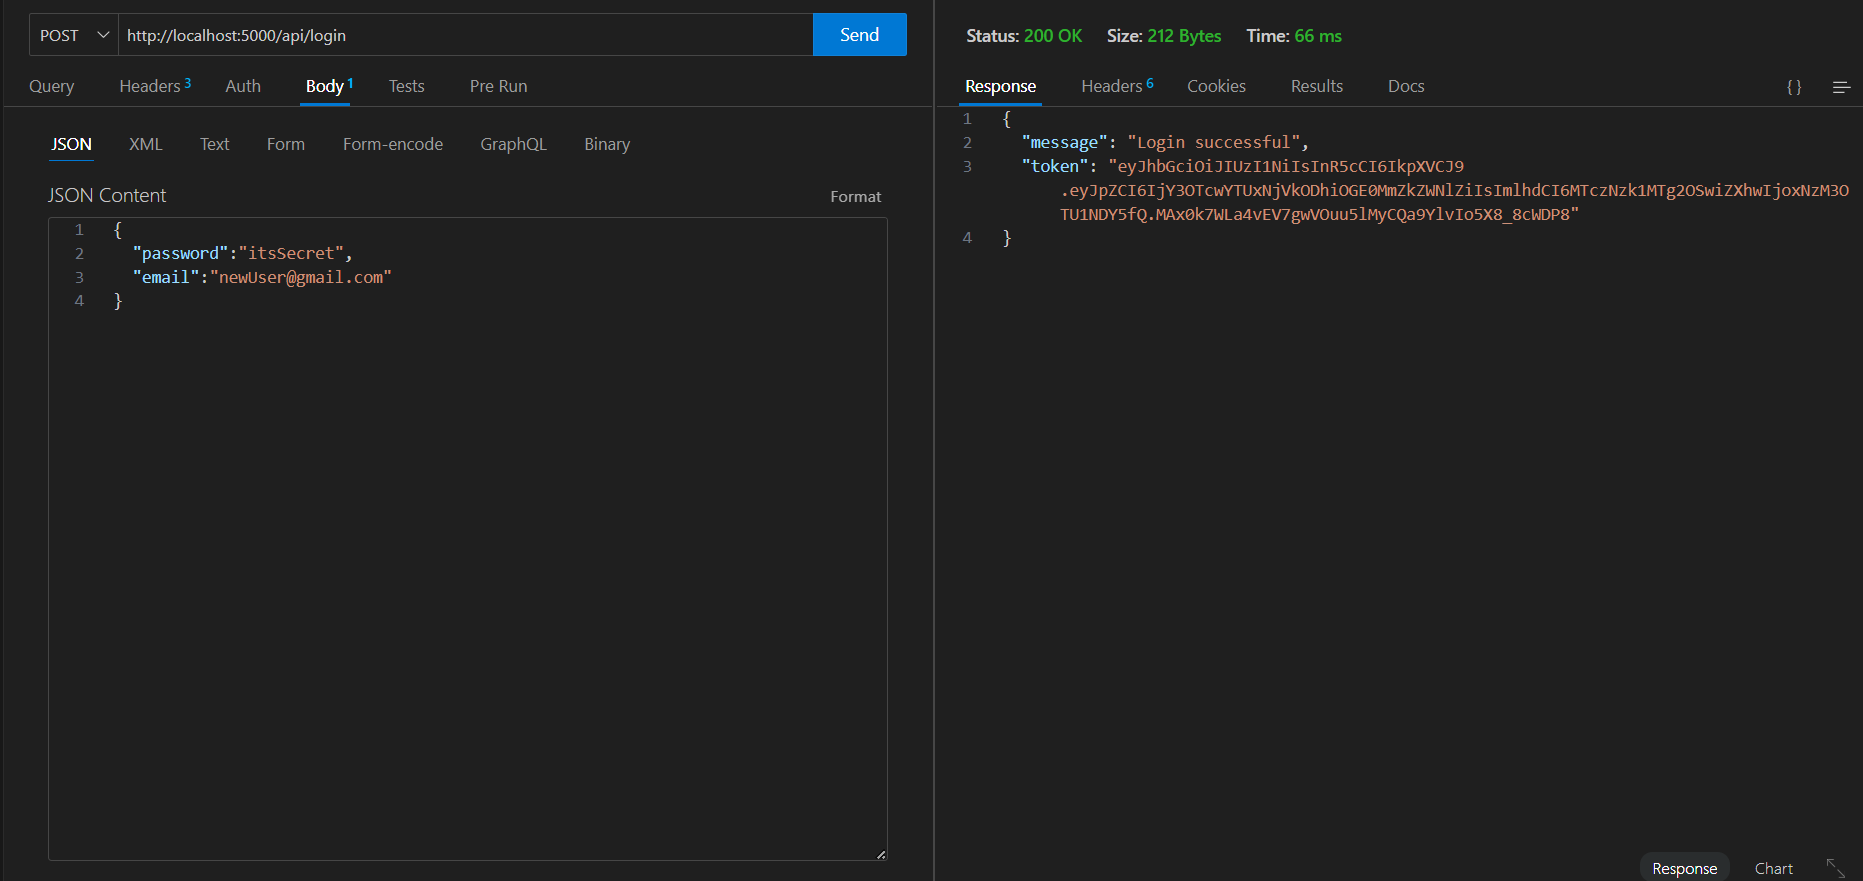 POST http://localhost:5000/api/login Send
Query Headers 3 Auth Body 1 Tests Pre Run
JSON XML Text Form Form-encode GraphQL Binary
JSON Content Format
1 {
2 "password":"itsSecret",
3 "email":"newUser@gmail.com"
4 }
Status: 200 OK Size: 212 Bytes Time: 66 ms
Response Headers 6 Cookies Results Docs { }
1 {
2 "message": "Login successful",
3 "token": "eyJhbGciOiJIUzI1NiIsInR5cCI6IkpXVCJ9
.eyJpZCI6IjY3OTcwYTUxNjVkODhiOGE0MmZkZWNlZiIsImlhdCI6MTczNzk1MTg2OSwiZXhwIjoxNzM3O
TU1NDY5fQ.MAx0k7WLa4vEV7gwVOuu5lMyCQa9YlvIo5X8_8cWDP8"
4 }
Response Chart